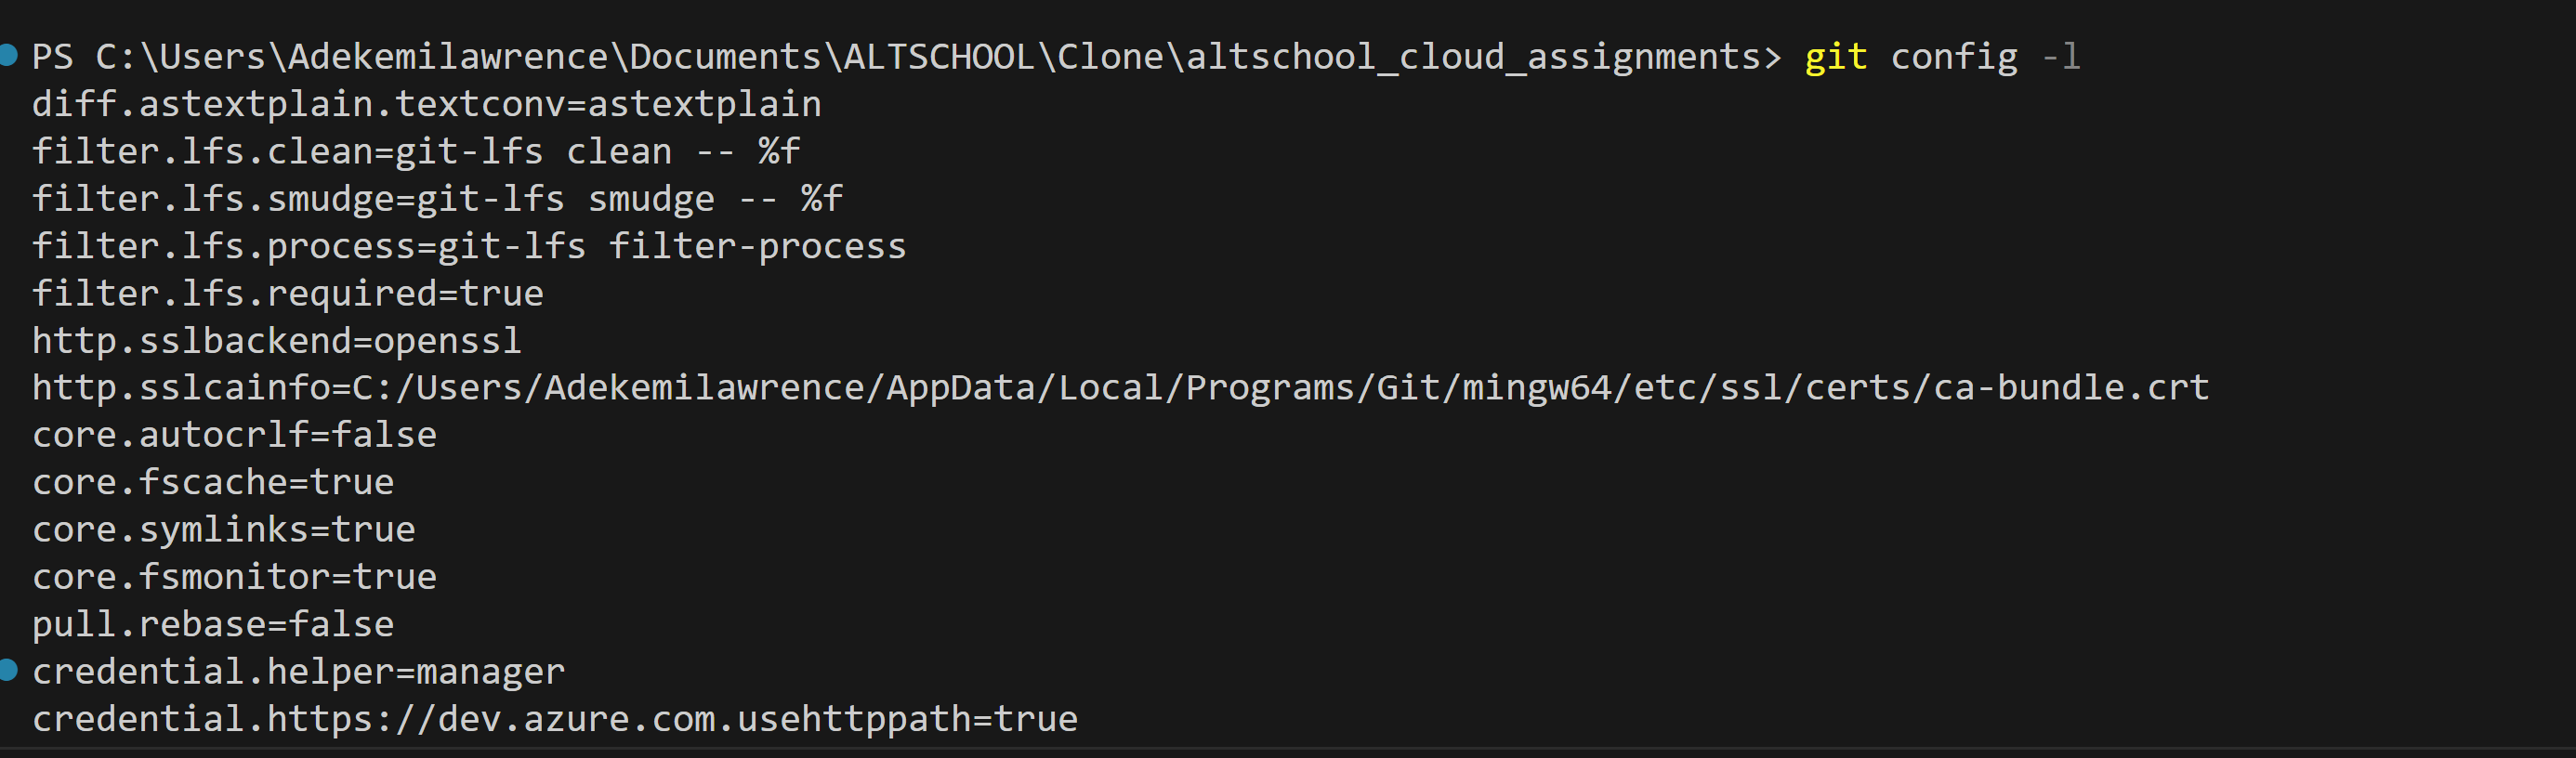 PS C:\Users\Adekemilawrence\Documents\ALTSCHOOL\Clone\altschool_cloud_assignments> git config -l
diff.astextplain.textconv=astextplain
filter.lfs.clean=git-lfs clean -- %f
filter.lfs.smudge=git-lfs smudge -- %f
filter.lfs.process=git-lfs filter-process
filter.lfs.required=true
http.sslbackend=openssl
http.sslcainfo=C:/Users/Adekemilawrence/AppData/Local/Programs/Git/mingw64/etc/ssl/certs/ca-bundle.crt
core.autocrlf=false
core.fscache=true
core.symlinks=true
core.fsmonitor=true
pull.rebase=false
credential.helper=manager
credential.https://dev.azure.com.usehttppath=true